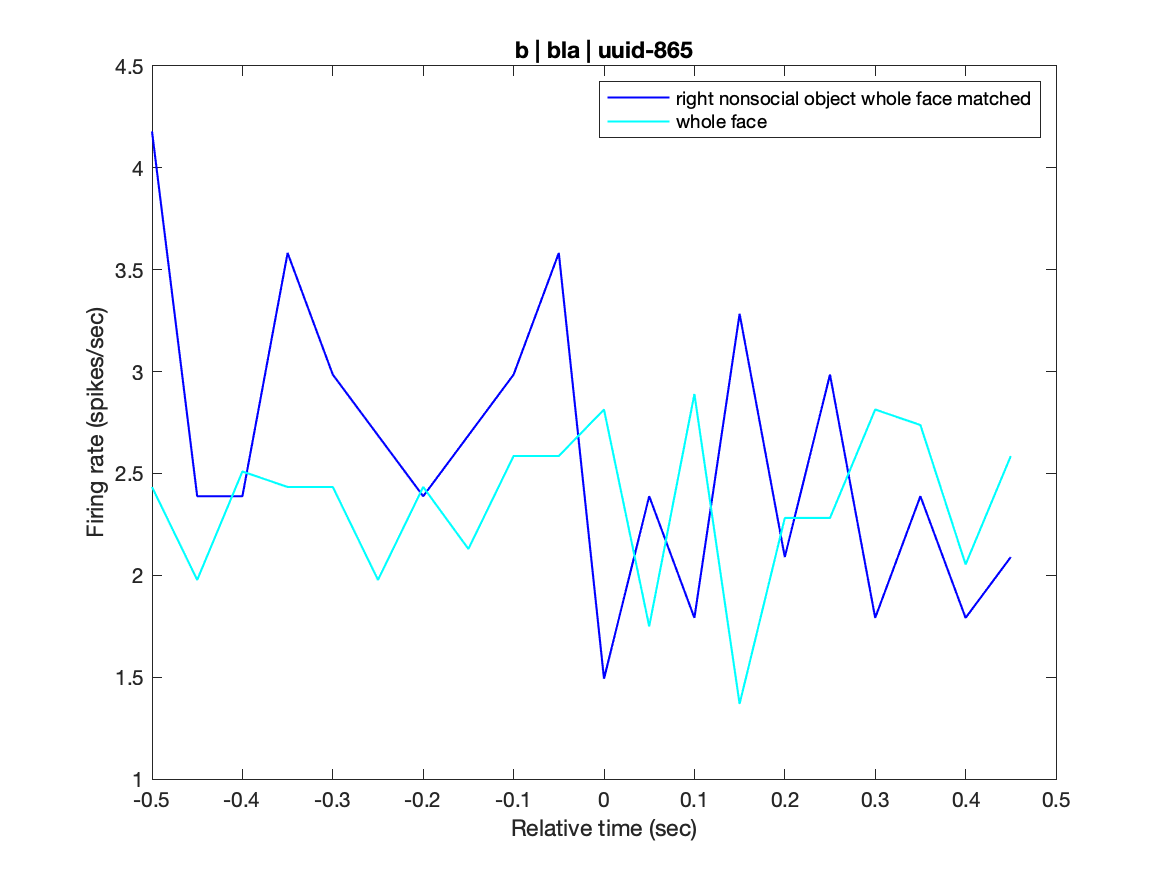 b | bla | uuid-865
4.5
4
3.5
3
2.5
2
1.5
1
Firing rate (spikes/sec)
right nonsocial object whole face matched
whole face
-0.5 -0.4 -0.3 -0.2 -0.1 0 0.1 0.2 0.3 0.4 0.5
Relative time (sec)